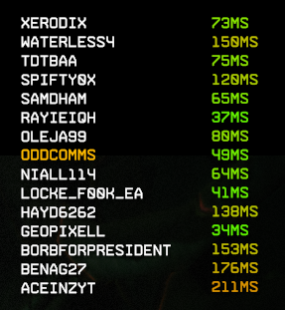 XERODIX 73MS
WATERLESS4 150MS
TDTBAA 75MS
SPIFTY0X 120MS
SAMDHAM 65MS
RAYIEIGH 37MS
OLEJA99 80MS
ODDCOMMS 49MS
NIALL114 64MS
LOCKE_F00K_EA 41MS
HAYD6262 138MS
GEOPIXELL 34MS
BORBFORPRESIDENT 153MS
BENAG27 176MS
ACEINZYT 211MS